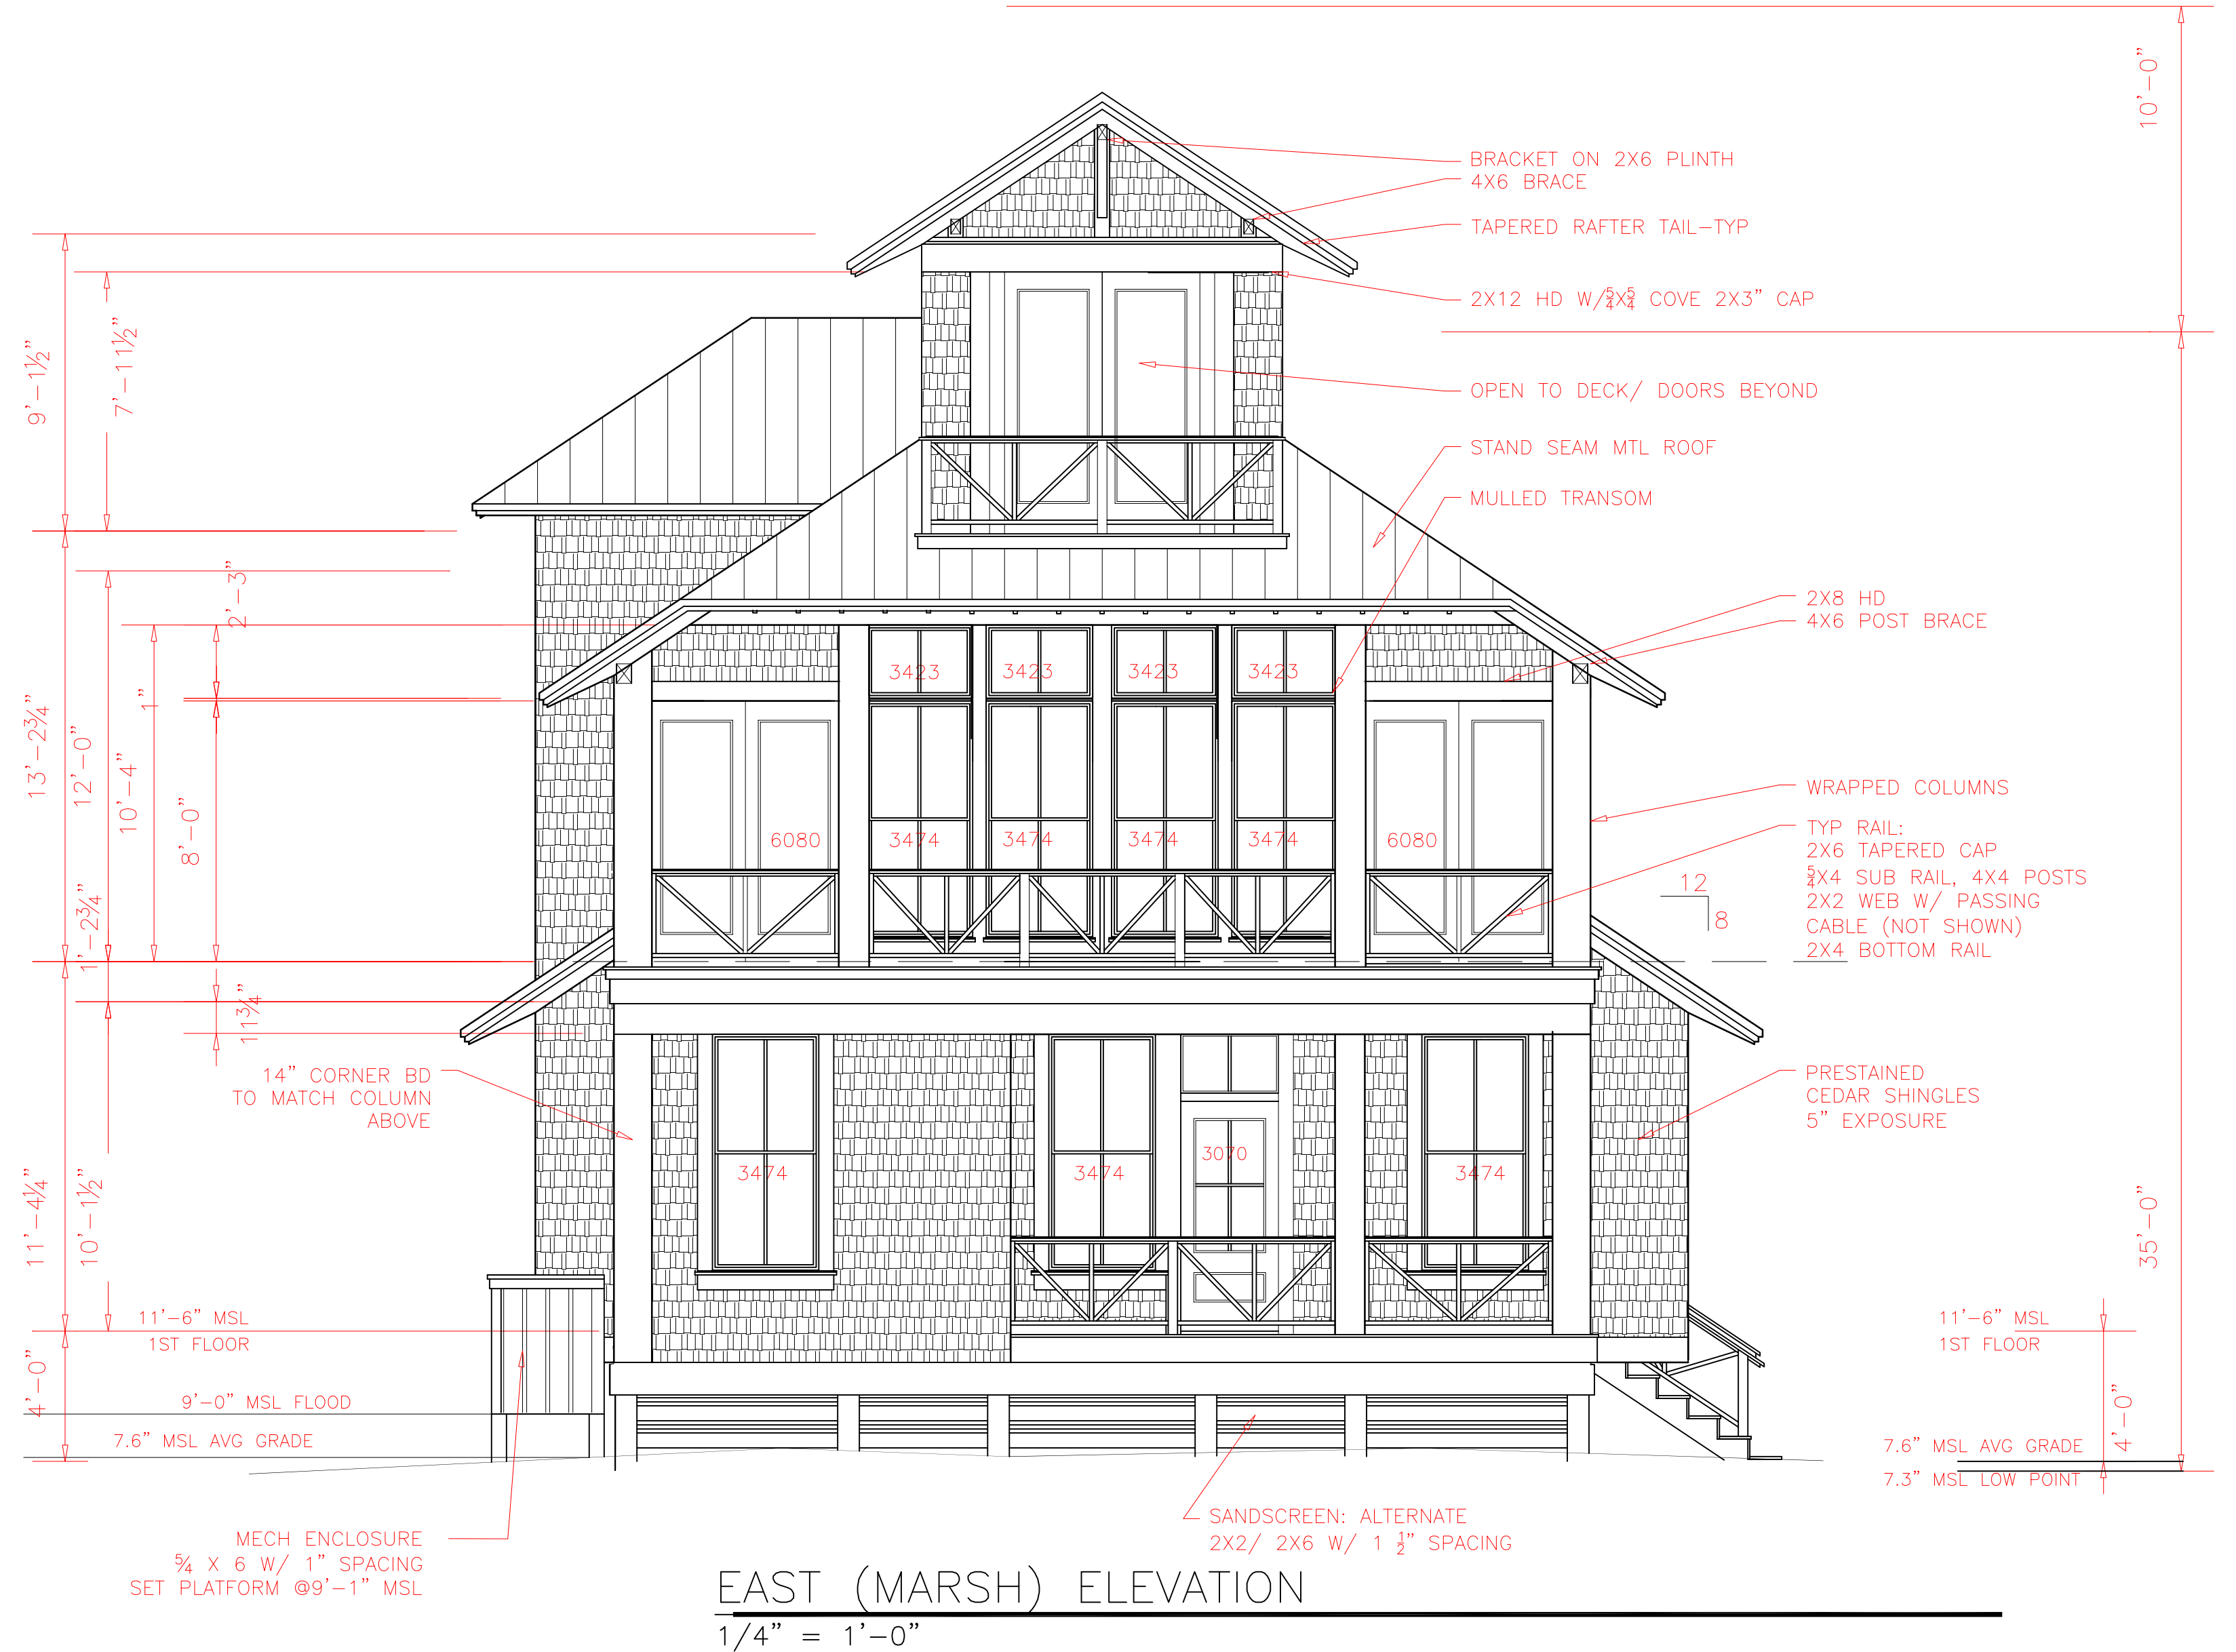 10'-0"
BRACKET ON 2X6 PLINTH
4X6 BRACE
TAPERED RAFTER TAIL-TYP
2X12 HD W/5/4X5/4 COVE 2X3" CAP
OPEN TO DECK/ DOORS BEYOND
STAND SEAM MTL ROOF
MULLED TRANSOM
9'-1½"
7'-11½"
2'-3"
2X8 HD
4X6 POST BRACE
3423
3423
3423
3423
13'-2¾"
12'-0"
10'-4"
1"
8'-0"
1'-2¾"
11¾"
6080
3474
3474
3474
3474
6080
WRAPPED COLUMNS
TYP RAIL:
2X6 TAPERED CAP
5/4X4 SUB RAIL, 4X4 POSTS
2X2 WEB W/ PASSING
CABLE (NOT SHOWN)
2X4 BOTTOM RAIL
12
8
14" CORNER BD
TO MATCH COLUMN
ABOVE
PRESTAINED
CEDAR SHINGLES
5" EXPOSURE
3474
3474
3070
3474
11'-4¼"
10'-1½"
35'-0"
11'-6" MSL
1ST FLOOR
4'-0"
9'-0" MSL FLOOD
7.6" MSL AVG GRADE
11'-6" MSL
1ST FLOOR
4'-0"
7.6" MSL AVG GRADE
7.3" MSL LOW POINT
MECH ENCLOSURE
5/4 X 6 W/ 1" SPACING
SET PLATFORM @9'-1" MSL
SANDSCREEN: ALTERNATE
2X2/ 2X6 W/ 1 1/2" SPACING
EAST (MARSH) ELEVATION
1/4" = 1'-0"